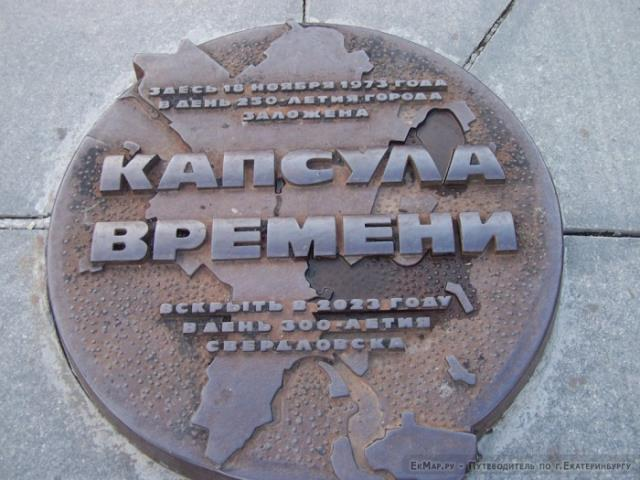 ЗДЕСЬ 18 НОЯБРЯ 1973 ГОДА
В ДЕНЬ 250-ЛЕТИЯ ГОРОДА
ЗАЛОЖЕНА
КАПСУЛА
ВРЕМЕНИ
ВСКРЫТЬ В 2023 ГОДУ
В ДЕНЬ 300-ЛЕТИЯ
СВЕРДЛОВСКА
ЕкМар.ру - Путеводитель по г.Екатеринбургу